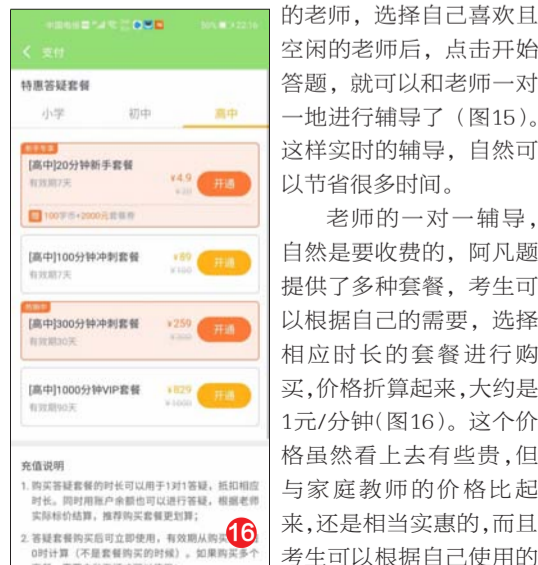 支付
特惠答疑套餐
小学 初中 高中
[高中]20分钟新手套餐
¥4.9
开通
有效期7天
100字币+2000元套餐券
[高中]100分钟冲刺套餐
¥89
¥100
开通
有效期7天
[高中]300分钟冲刺套餐
¥259
¥300
开通
有效期30天
[高中]1000分钟VIP套餐
¥829
¥1000
开通
有效期90天
充值说明
1. 购买答疑套餐的时长可以用于1对1答疑，抵扣相应
时长。同时用账户余额也可以进行答疑，根据老师
实际标价结算，推荐购买套餐更划算；
2. 答疑套餐购买后可立即使用，有效期从购买
0时计算（不是套餐购买的时候）。如果购买多个
16
的老师，选择自己喜欢且
空闲的老师后，点击开始
答题，就可以和老师一对
一地进行辅导了（图15）。
这样实时的辅导，自然可
以节省很多时间。
老师的一对一辅导，
自然是要收费的，阿凡题
提供了多种套餐，考生可
以根据自己的需要，选择
相应时长的套餐进行购
买,价格折算起来,大约是
1元/分钟(图16)。这个价
格虽然看上去有些贵,但
与家庭教师的价格比起
来,还是相当实惠的,而且
考生可以根据自己使用的